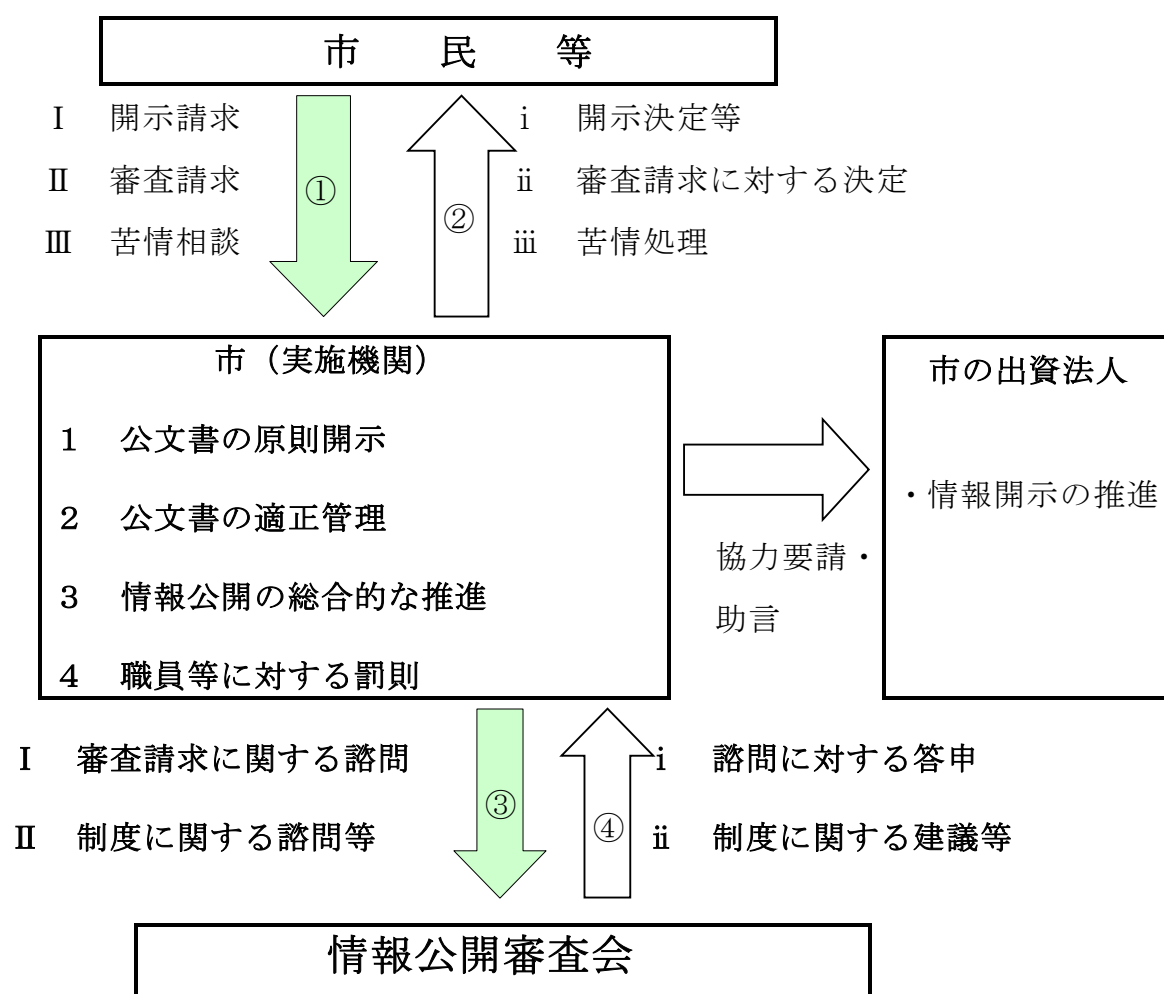 市　民　等
Ⅰ　開示請求
Ⅱ　審査請求
Ⅲ　苦情相談
①
②
ⅰ　開示決定等
ⅱ　審査請求に対する決定
ⅲ　苦情処理
市（実施機関）
１　公文書の原則開示
２　公文書の適正管理
３　情報公開の総合的な推進
４　職員等に対する罰則
協力要請・
助言
市の出資法人
・情報開示の推進
Ⅰ　審査請求に関する諮問
Ⅱ　制度に関する諮問等
③
④
ⅰ　諮問に対する答申
ⅱ　制度に関する建議等
情報公開審査会